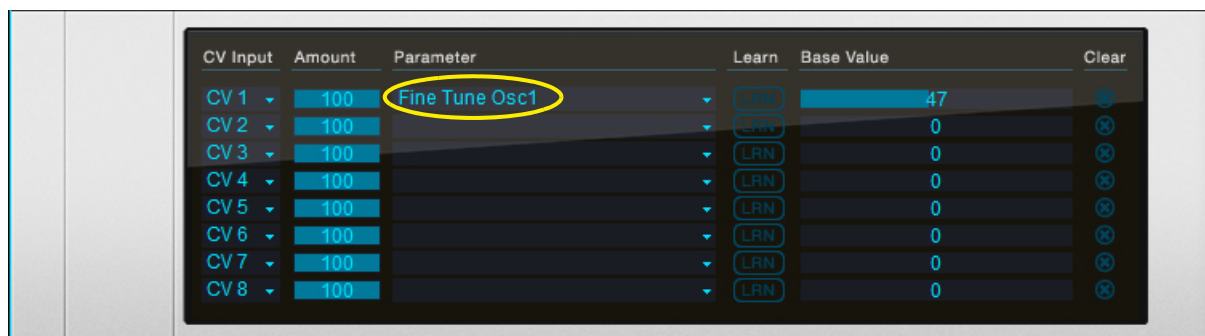 CV Input Amount Parameter Learn Base Value Clear
CV 1 100 Fine Tune Osc1 LRN 47
CV 2 100 LRN 0
CV 3 100 LRN 0
CV 4 100 LRN 0
CV 5 100 LRN 0
CV 6 100 LRN 0
CV 7 100 LRN 0
CV 8 100 LRN 0